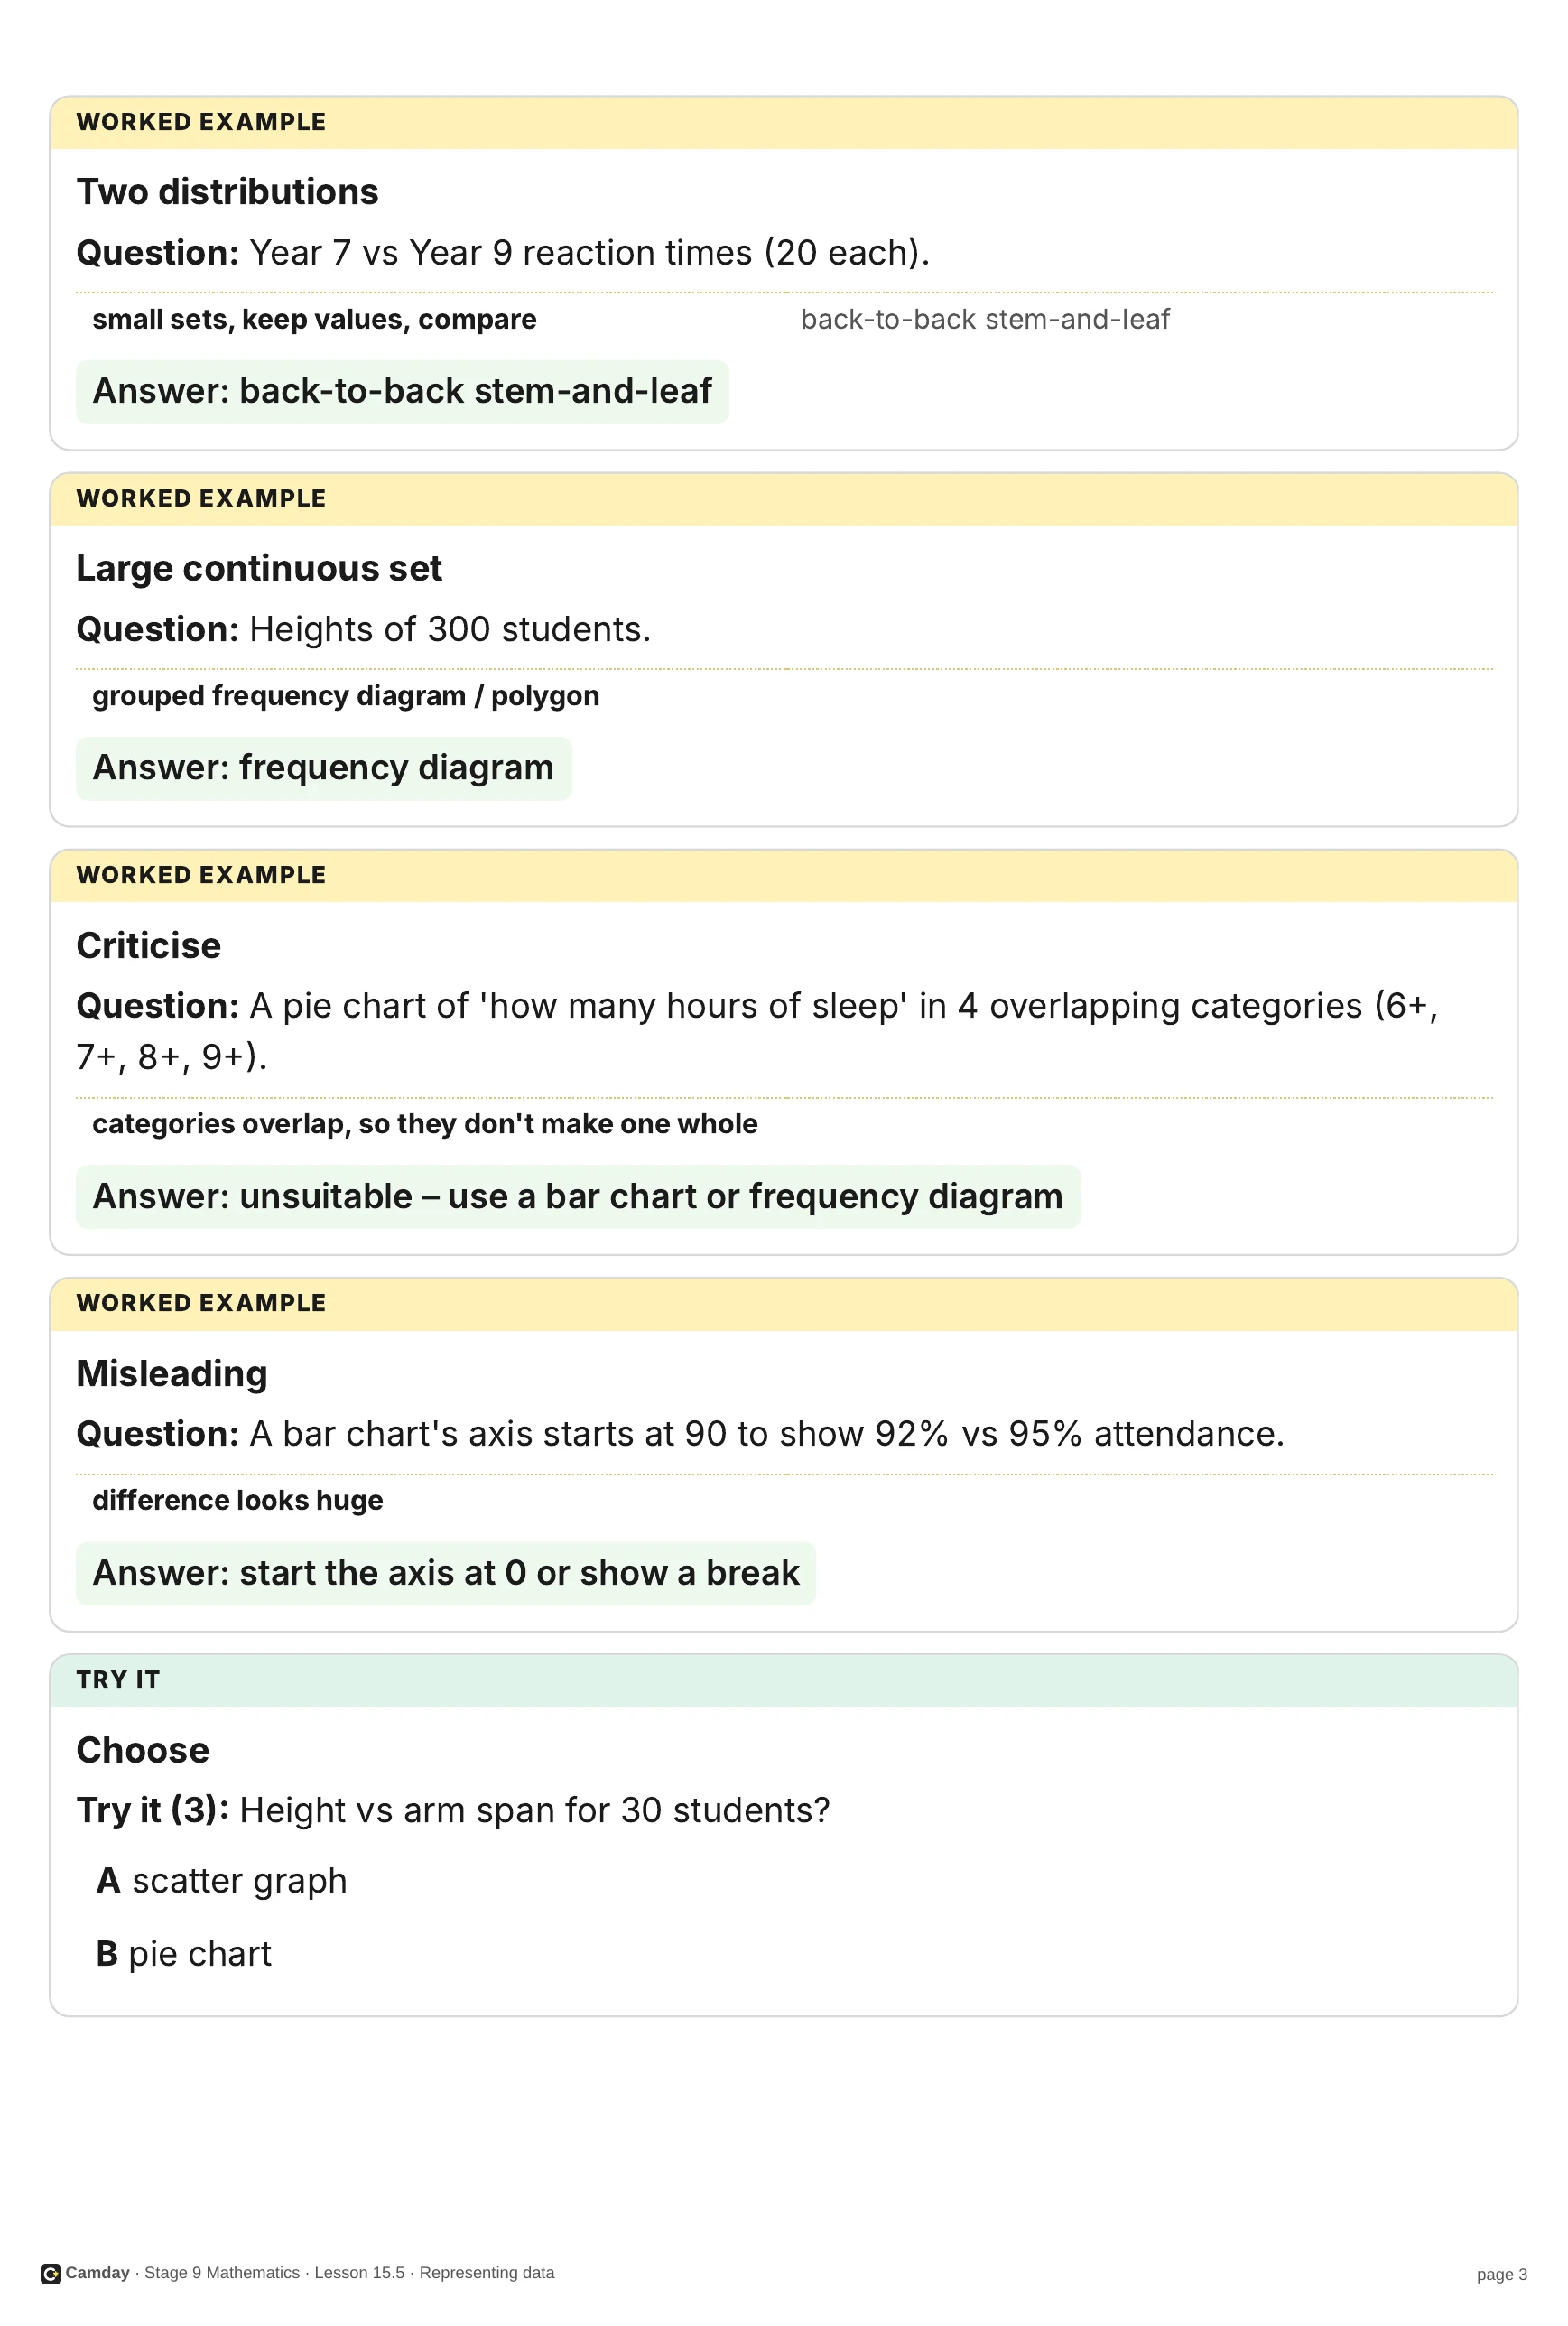 WORKED EXAMPLE
Two distributions
Question: Year 7 vs Year 9 reaction times (20 each).
small sets, keep values, compare back-to-back stem-and-leaf
Answer: back-to-back stem-and-leaf
WORKED EXAMPLE
Large continuous set
Question: Heights of 300 students.
grouped frequency diagram / polygon
Answer: frequency diagram
WORKED EXAMPLE
Criticise
Question: A pie chart of 'how many hours of sleep' in 4 overlapping categories (6+,
7+, 8+, 9+).
categories overlap, so they don't make one whole
Answer: unsuitable – use a bar chart or frequency diagram
WORKED EXAMPLE
Misleading
Question: A bar chart's axis starts at 90 to show 92% vs 95% attendance.
difference looks huge
Answer: start the axis at 0 or show a break
TRY IT
Choose
Try it (3): Height vs arm span for 30 students?
A scatter graph
B pie chart
Camday · Stage 9 Mathematics · Lesson 15.5 · Representing data page 3